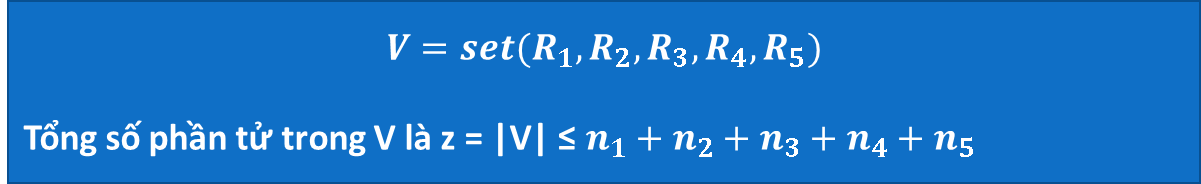 V = set(R₁, R₂, R₃, R₄, R₅)
Tổng số phần tử trong V là z = |V| ≤ n₁ + n₂ + n₃ + n₄ + n₅